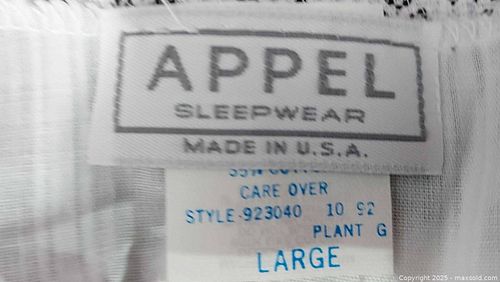 APPEL
SLEEPWEAR
MADE IN U.S.A.
CARE OVER
STYLE-923040 10 92
PLANT G
LARGE
Copyright © 2025 - maxsold.com